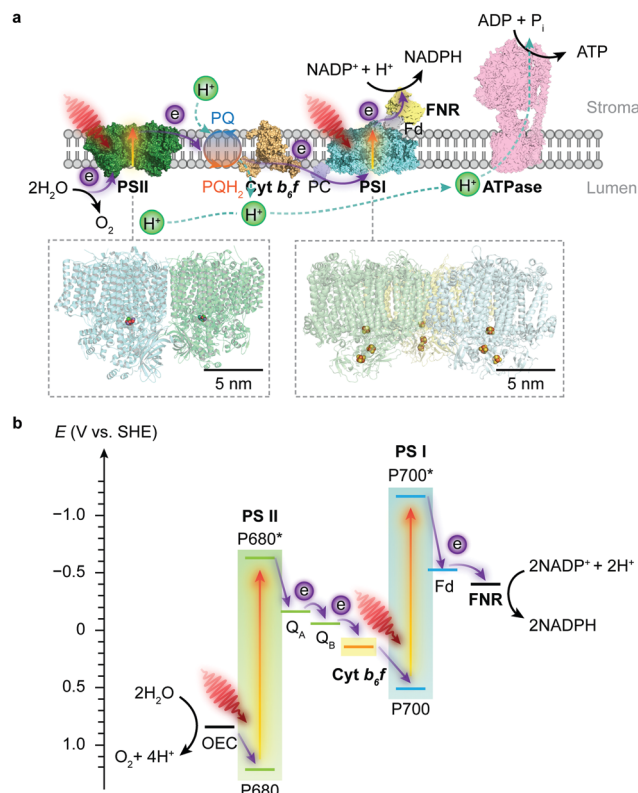 a
ADP + Pi
ATP
NADP+ + H+
NADPH
H+
e
FNR
Stroma
PQ
Fd
e
e
e
PSII
PQH2
Cyt b6f
PC
PSI
H+
ATPase
Lumen
2H2O
O2
H+
H+
5 nm
5 nm
b
E (V vs. SHE)
PS I
P700*
−1.0
PS II
P680*
e
−0.5
Fd
2NADP+ + 2H+
e
e
FNR
QA
QB
2NADPH
0
Cyt b6f
0.5
2H2O
P700
OEC
O2+ 4H+
1.0
P680